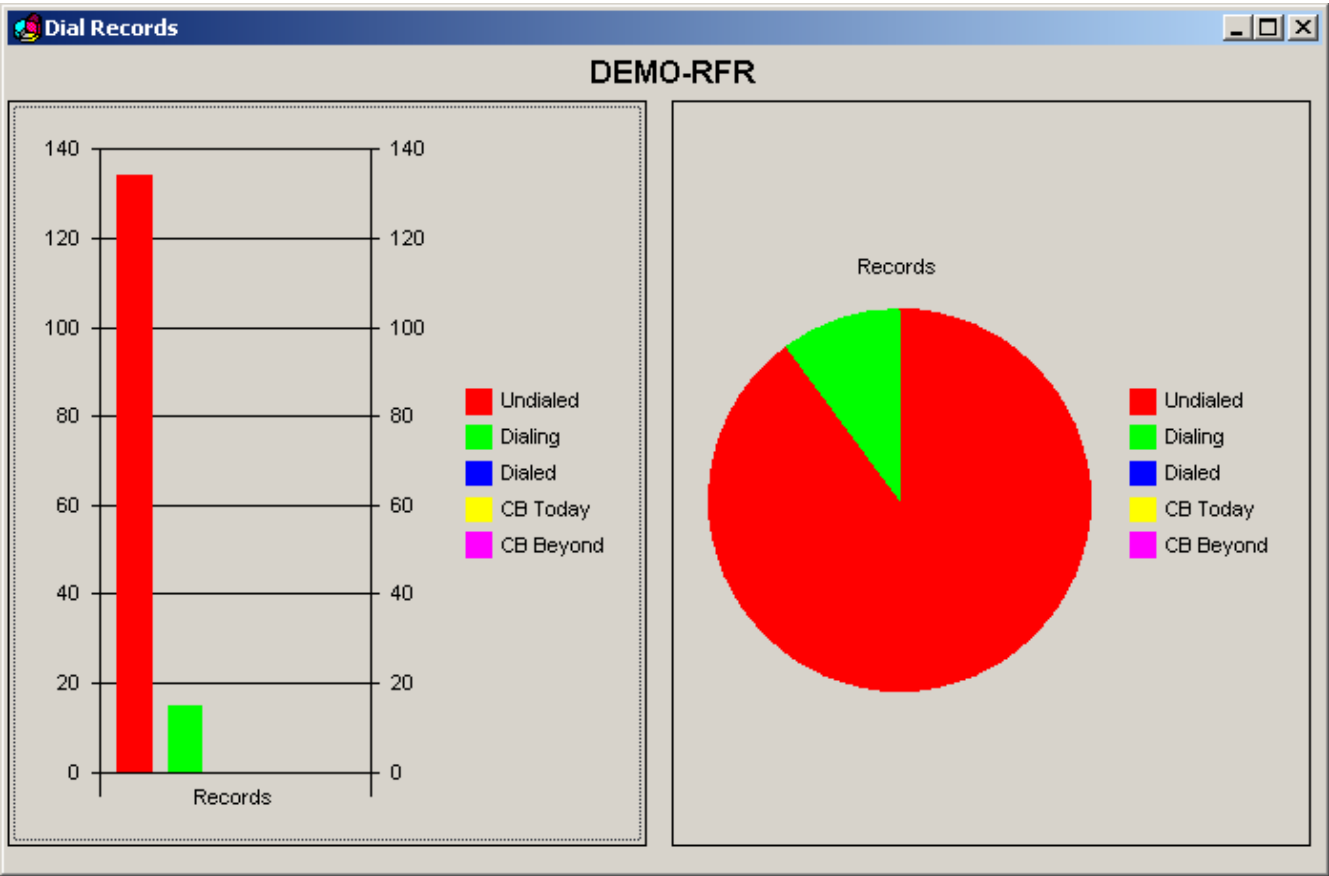 Dial Records
DEMO-RFR
140 140
120 120
100 100
80 80
60 60
40 40
20 20
0 0
Records
Undialed
Dialing
Dialed
CB Today
CB Beyond
Records
Undialed
Dialing
Dialed
CB Today
CB Beyond